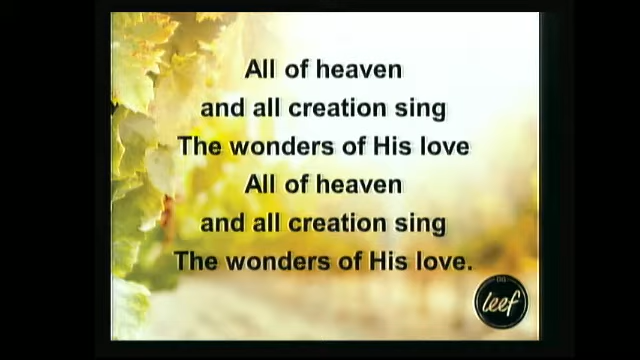 All of heaven
and all creation sing
The wonders of His love
All of heaven
and all creation sing
The wonders of His love.
leef